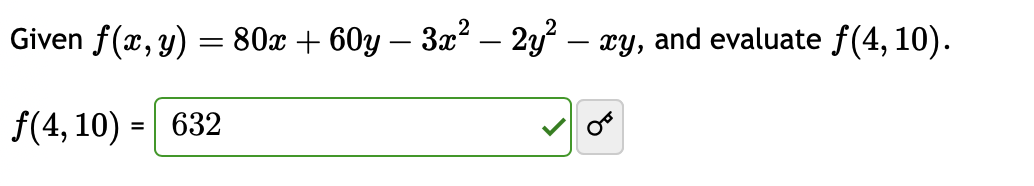 Given f(x, y) = 80x + 60y − 3x² − 2y² − xy, and evaluate f(4, 10).
f(4, 10) = 632